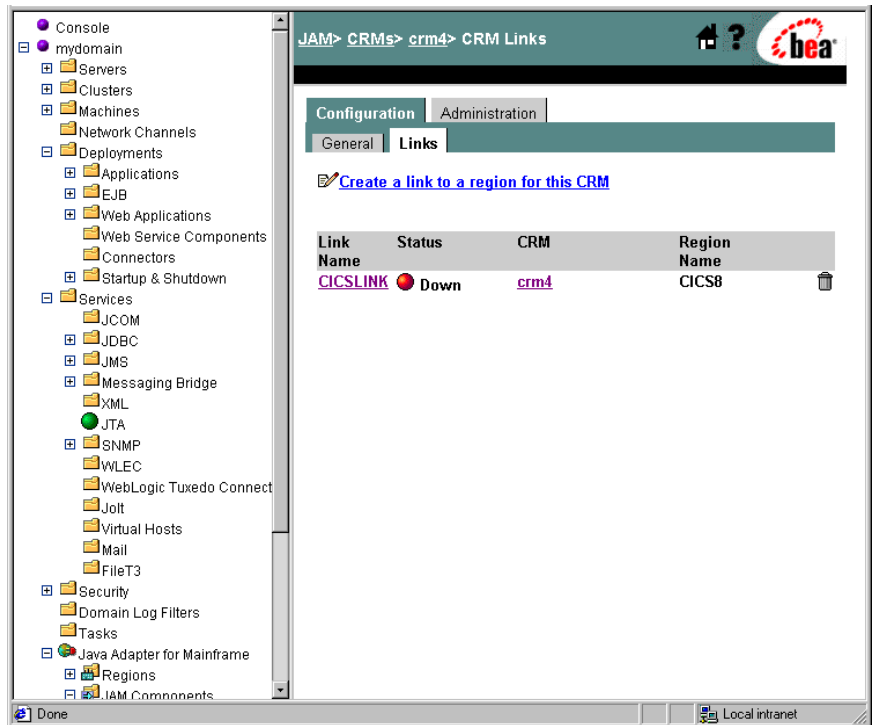 Console
mydomain
Servers
Clusters
Machines
Network Channels
Deployments
Applications
EJB
Web Applications
Web Service Components
Connectors
Startup & Shutdown
Services
JCOM
JDBC
JMS
Messaging Bridge
XML
JTA
SNMP
WLEC
WebLogic Tuxedo Connect
Jolt
Virtual Hosts
Mail
FileT3
Security
Domain Log Filters
Tasks
Java Adapter for Mainframe
Regions
JAM Components
JAM> CRMs> crm4> CRM Links
? bea
Configuration Administration
General Links
Create a link to a region for this CRM
Link Name Status CRM Region Name
CICSLINK Down crm4 CICS8
Done Local intranet